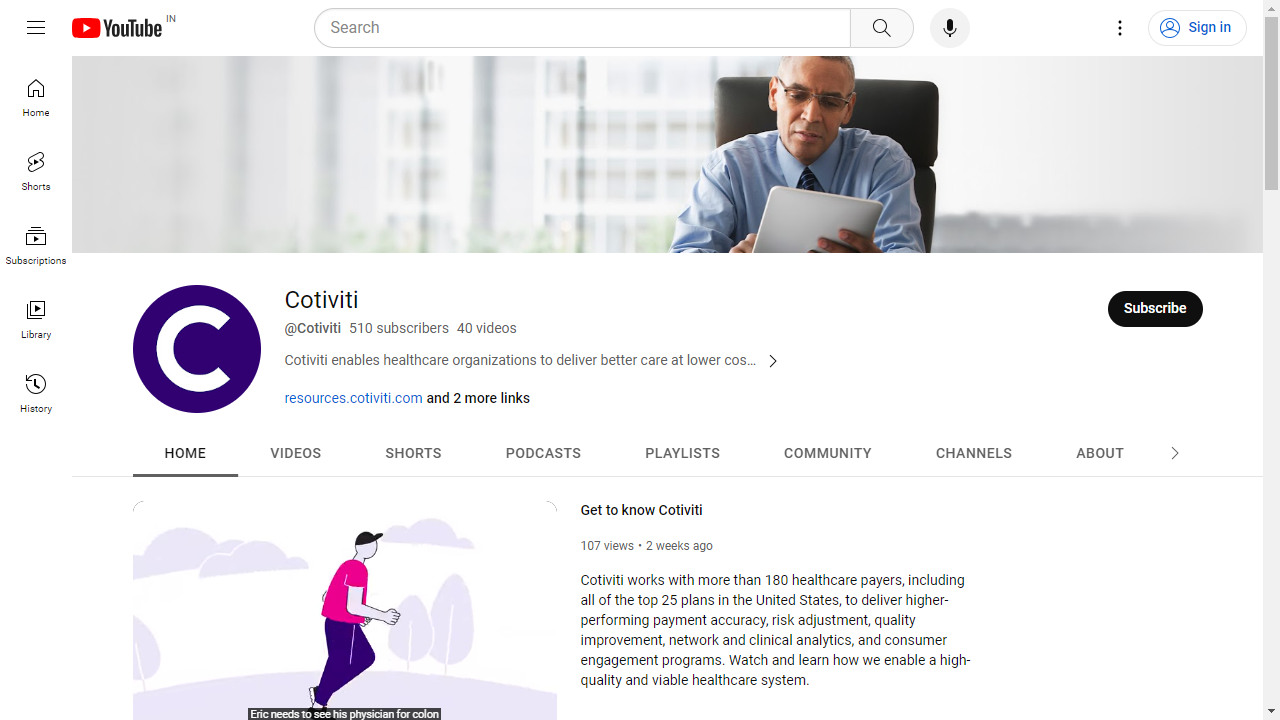 YouTube IN
Search
Sign in
Home
Shorts
Subscriptions
Library
History
Cotiviti
@Cotiviti 510 subscribers 40 videos
Cotiviti enables healthcare organizations to deliver better care at lower cos...
resources.cotiviti.com and 2 more links
Subscribe
HOME VIDEOS SHORTS PODCASTS PLAYLISTS COMMUNITY CHANNELS ABOUT
Get to know Cotiviti
107 views • 2 weeks ago
Cotiviti works with more than 180 healthcare payers, including
all of the top 25 plans in the United States, to deliver higher-
performing payment accuracy, risk adjustment, quality
improvement, network and clinical analytics, and consumer
engagement programs. Watch and learn how we enable a high-
quality and viable healthcare system.
Eric needs to see his physician for colon